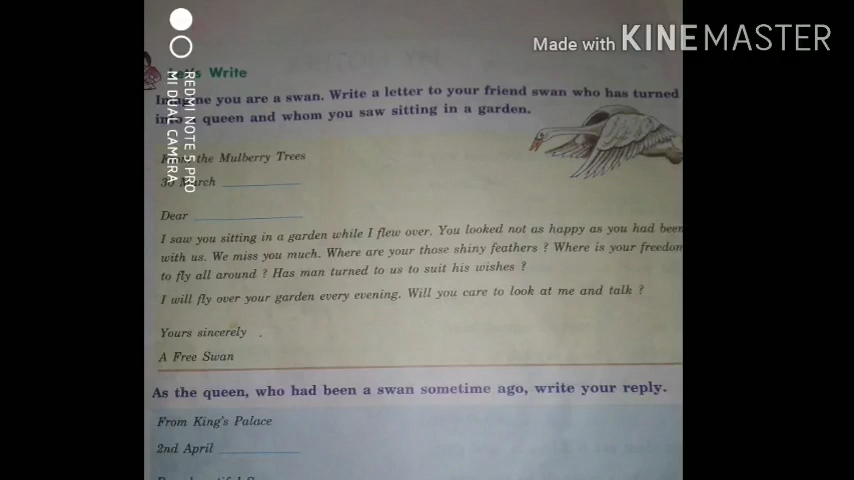 Made with KINEMASTER
REDMI NOTE 5 PRO
MI DUAL CAMERA
Let's Write
Imagine you are a swan. Write a letter to your friend swan who has turned
into a queen and whom you saw sitting in a garden.
From the Mulberry Trees
30 March
Dear
I saw you sitting in a garden while I flew over. You looked not as happy as you had been
with us. We miss you much. Where are your those shiny feathers ? Where is your freedom
to fly all around ? Has man turned to us to suit his wishes ?
I will fly over your garden every evening. Will you care to look at me and talk ?
Yours sincerely
A Free Swan
As the queen, who had been a swan sometime ago, write your reply.
From King's Palace
2nd April